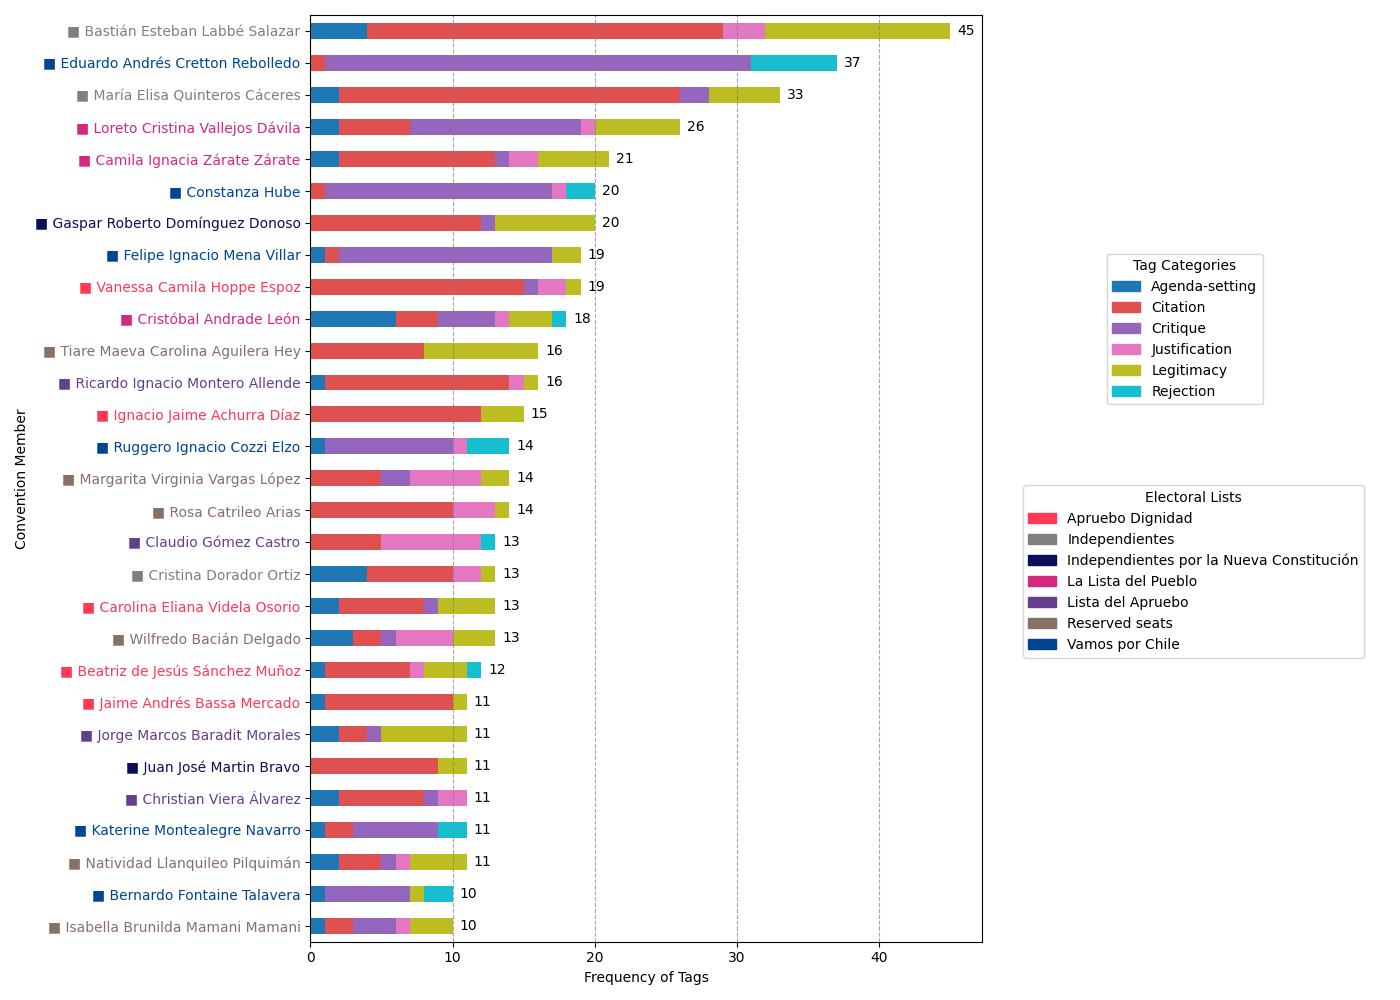 ■ Bastián Esteban Labbé Salazar 45
■ Eduardo Andrés Cretton Rebolledo 37
■ María Elisa Quinteros Cáceres 33
■ Loreto Cristina Vallejos Dávila 26
■ Camila Ignacia Zárate Zárate 21
■ Constanza Hube 20
■ Gaspar Roberto Domínguez Donoso 20
■ Felipe Ignacio Mena Villar 19
■ Vanessa Camila Hoppe Espoz 19
■ Cristóbal Andrade León 18
■ Tiare Maeva Carolina Aguilera Hey 16
■ Ricardo Ignacio Montero Allende 16
■ Ignacio Jaime Achurra Díaz 15
■ Ruggero Ignacio Cozzi Elzo 14
■ Margarita Virginia Vargas López 14
■ Rosa Catrileo Arias 14
■ Claudio Gómez Castro 13
■ Cristina Dorador Ortiz 13
■ Carolina Eliana Videla Osorio 13
■ Wilfredo Bacián Delgado 13
■ Beatriz de Jesús Sánchez Muñoz 12
■ Jaime Andrés Bassa Mercado 11
■ Jorge Marcos Baradit Morales 11
■ Juan José Martin Bravo 11
■ Christian Viera Álvarez 11
■ Katerine Montealegre Navarro 11
■ Natividad Llanquileo Pilquimán 11
■ Bernardo Fontaine Talavera 10
■ Isabella Brunilda Mamani Mamani 10
Convention Member
0 10 20 30 40
Frequency of Tags
Tag Categories
Agenda-setting
Citation
Critique
Justification
Legitimacy
Rejection
Electoral Lists
Apruebo Dignidad
Independientes
Independientes por la Nueva Constitución
La Lista del Pueblo
Lista del Apruebo
Reserved seats
Vamos por Chile